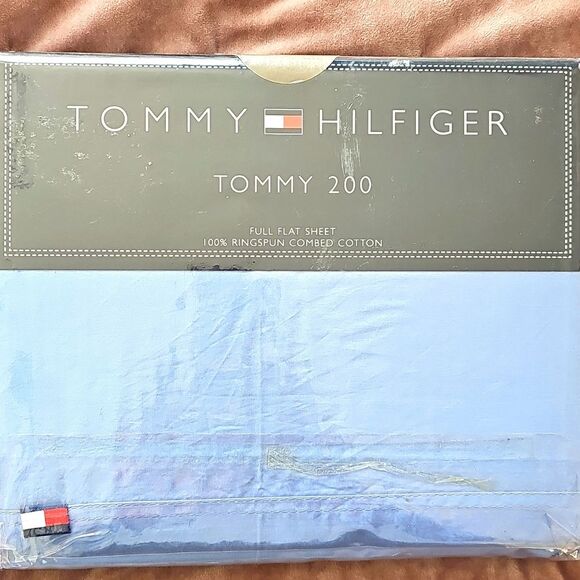 TOMMY HILFIGER
TOMMY 200
FULL FLAT SHEET
100% RINGSPUN COMBED COTTON